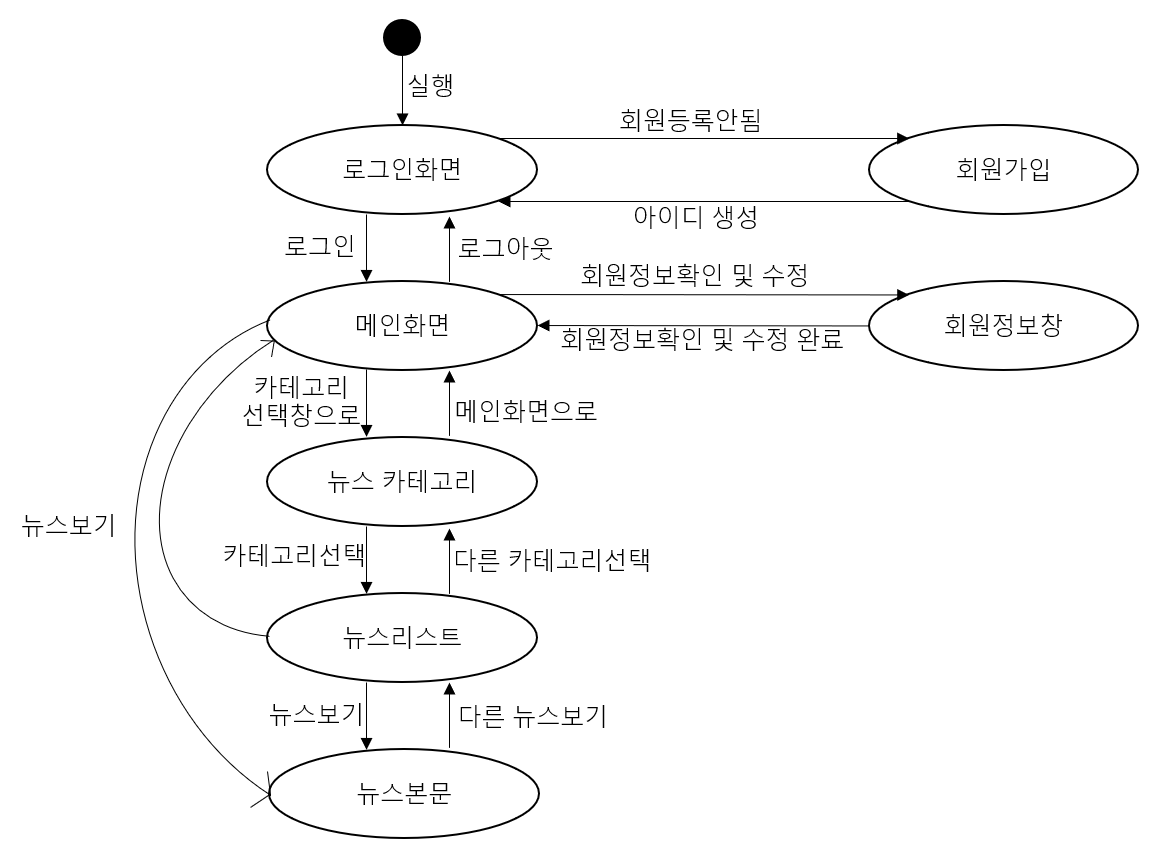 실행
회원등록안됨
로그인화면
회원가입
아이디 생성
로그인
로그아웃
회원정보확인 및 수정
메인화면
회원정보창
회원정보확인 및 수정 완료
카테고리
선택창으로
메인화면으로
뉴스 카테고리
뉴스보기
카테고리선택
다른 카테고리선택
뉴스리스트
뉴스보기
다른 뉴스보기
뉴스본문